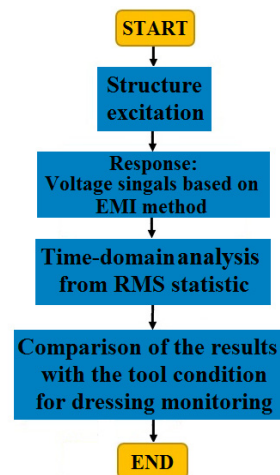 START
Structure
excitation
Response:
Voltage singals based on
EMI method
Time-domain analysis
from RMS statistic
Comparison of the results
with the tool condition
for dressing monitoring
END